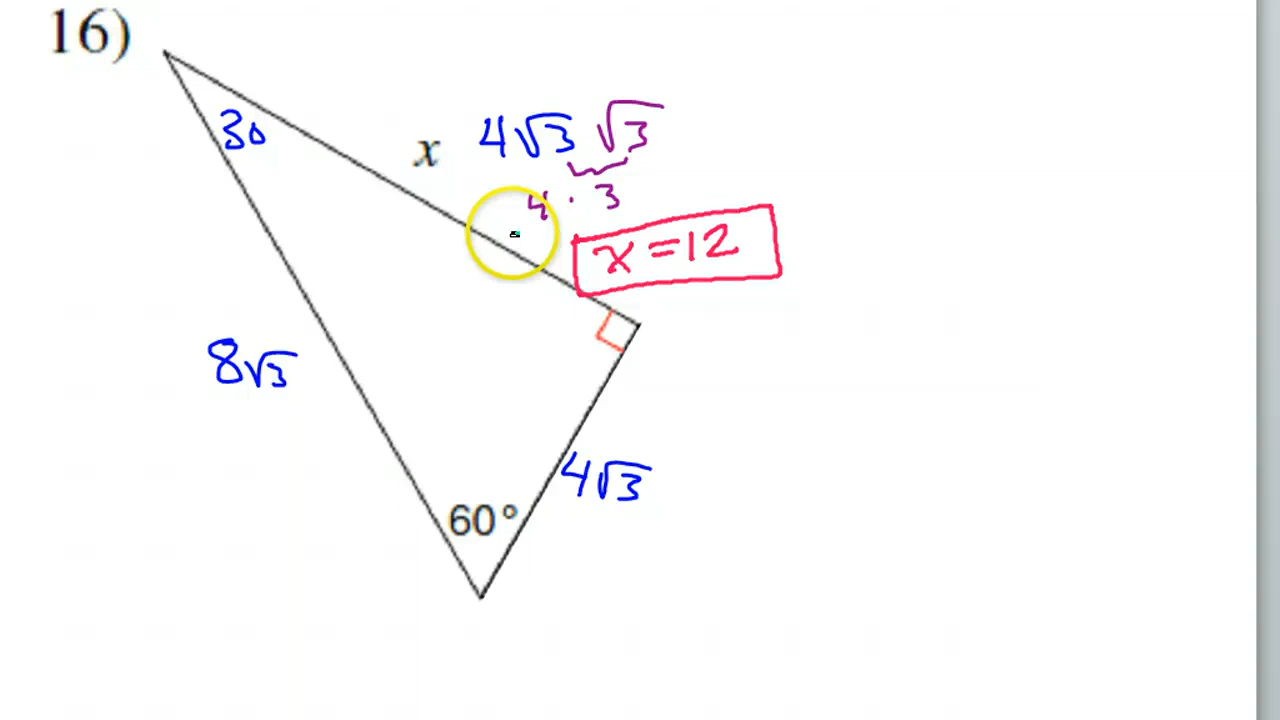 16)
30
x 4√3 √3
4 · 3
x = 12
8√3
4√3
60°